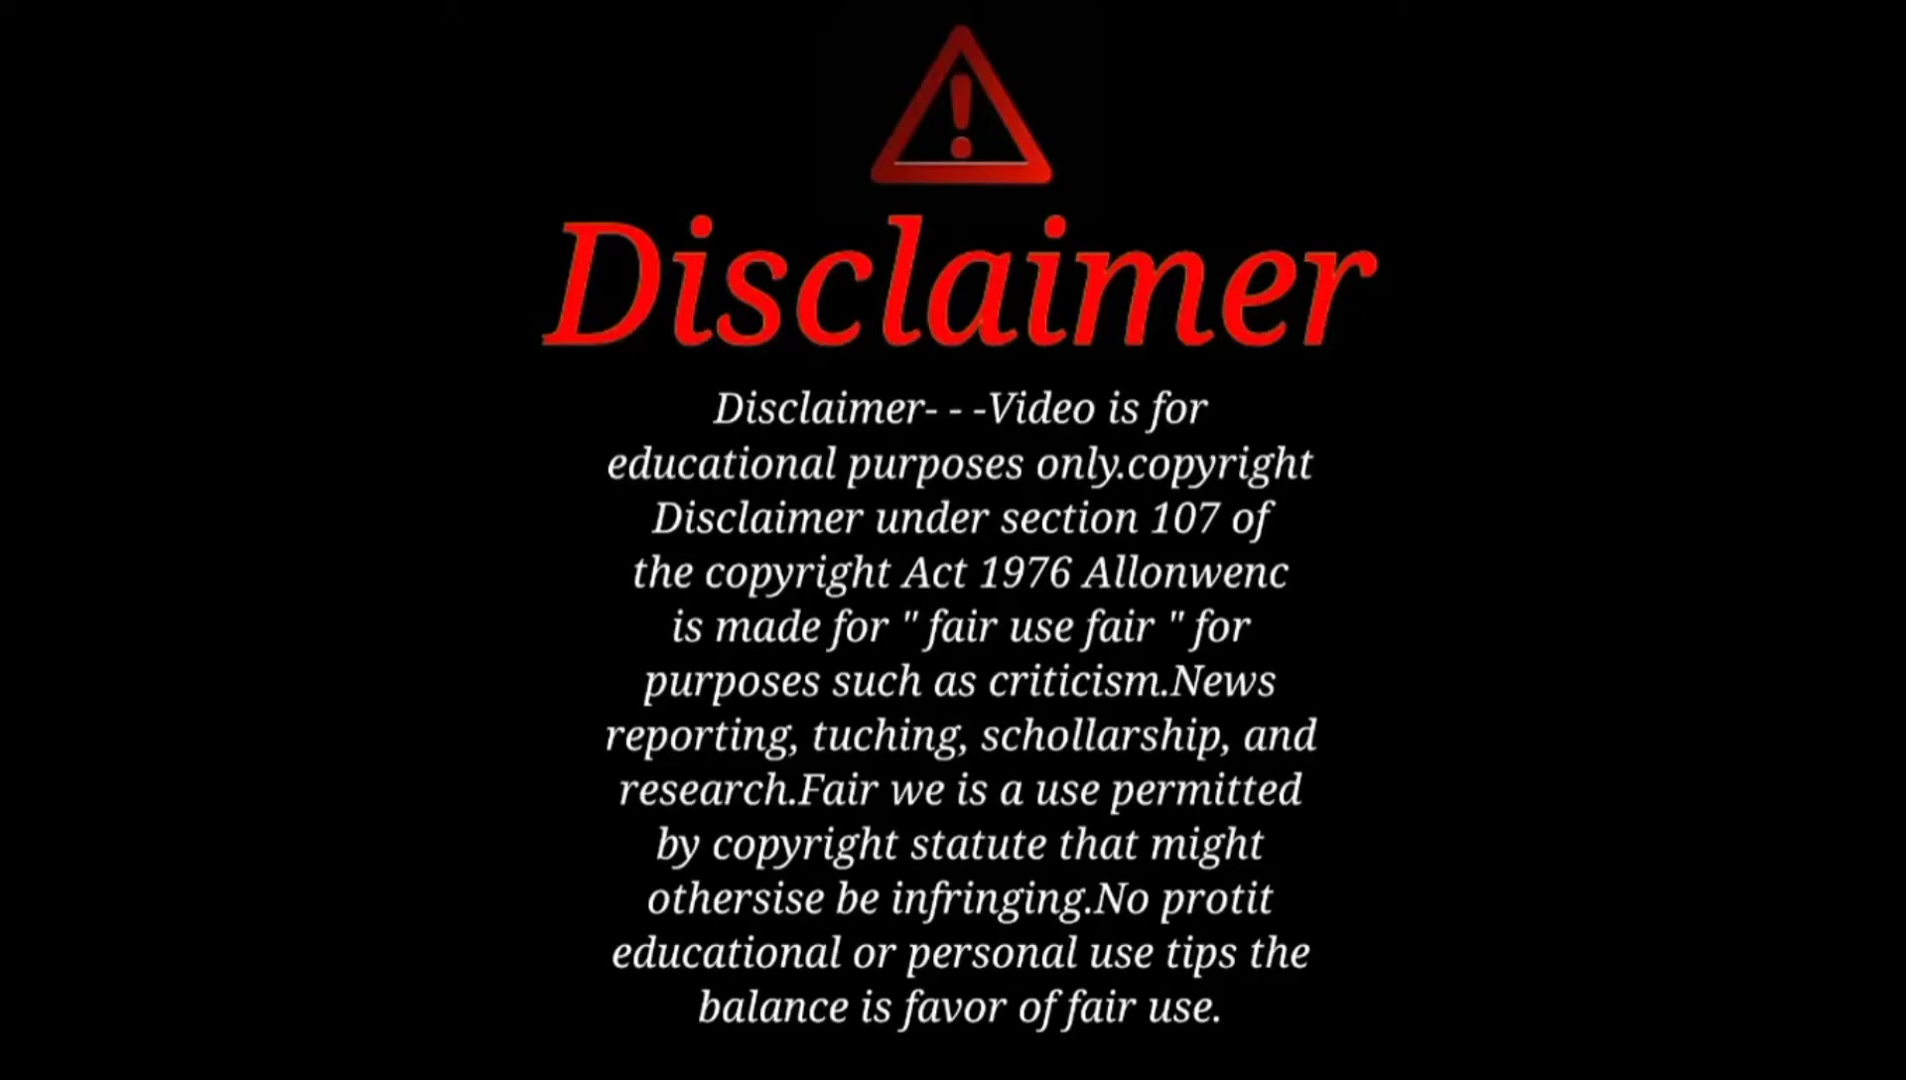 Disclaimer
Disclaimer- - -Video is for
educational purposes only.copyright
Disclaimer under section 107 of
the copyright Act 1976 Allonwenc
is made for " fair use fair " for
purposes such as criticism.News
reporting, tuching, schollarship, and
research.Fair we is a use permitted
by copyright statute that might
othersise be infringing.No protit
educational or personal use tips the
balance is favor of fair use.